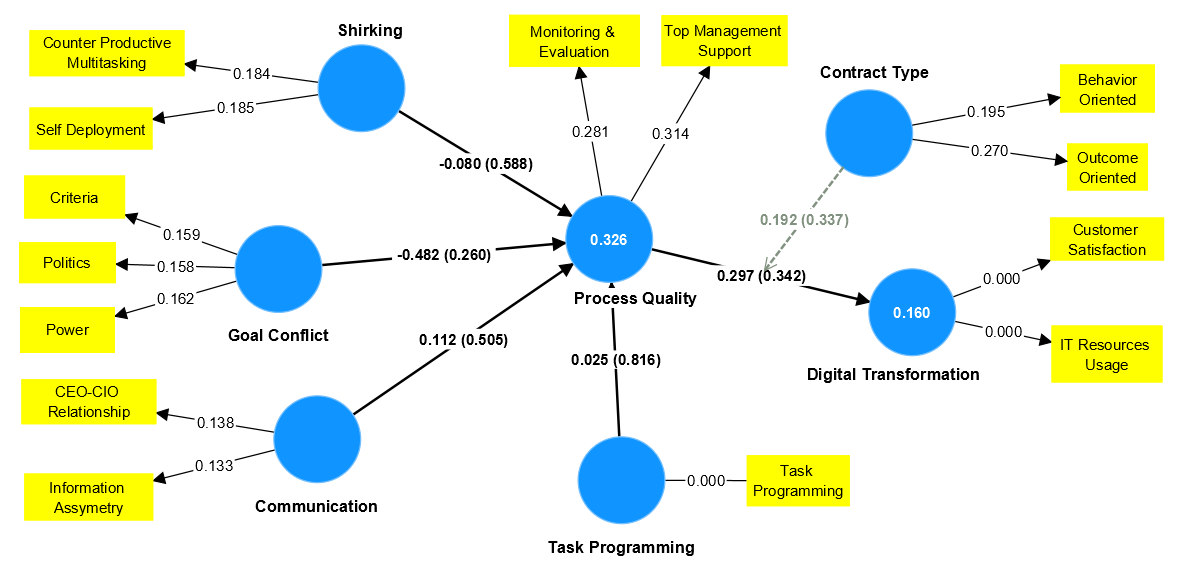 Shirking
Counter Productive
Multitasking
0.184
0.185
Self Deployment
Monitoring &
Evaluation
Top Management
Support
0.281
0.314
Contract Type
Behavior
Oriented
0.195
0.270
Outcome
Oriented
-0.080 (0.588)
Criteria
0.159
Politics
0.158
0.162
Power
Goal Conflict
-0.482 (0.260)
0.326
Process Quality
0.192 (0.337)
0.297 (0.342)
Customer
Satisfaction
0.000
0.160
0.000
IT Resources
Usage
Digital Transformation
0.112 (0.505)
0.025 (0.816)
CEO-CIO
Relationship
0.138
0.133
Information
Assymetry
Communication
0.000
Task
Programming
Task Programming